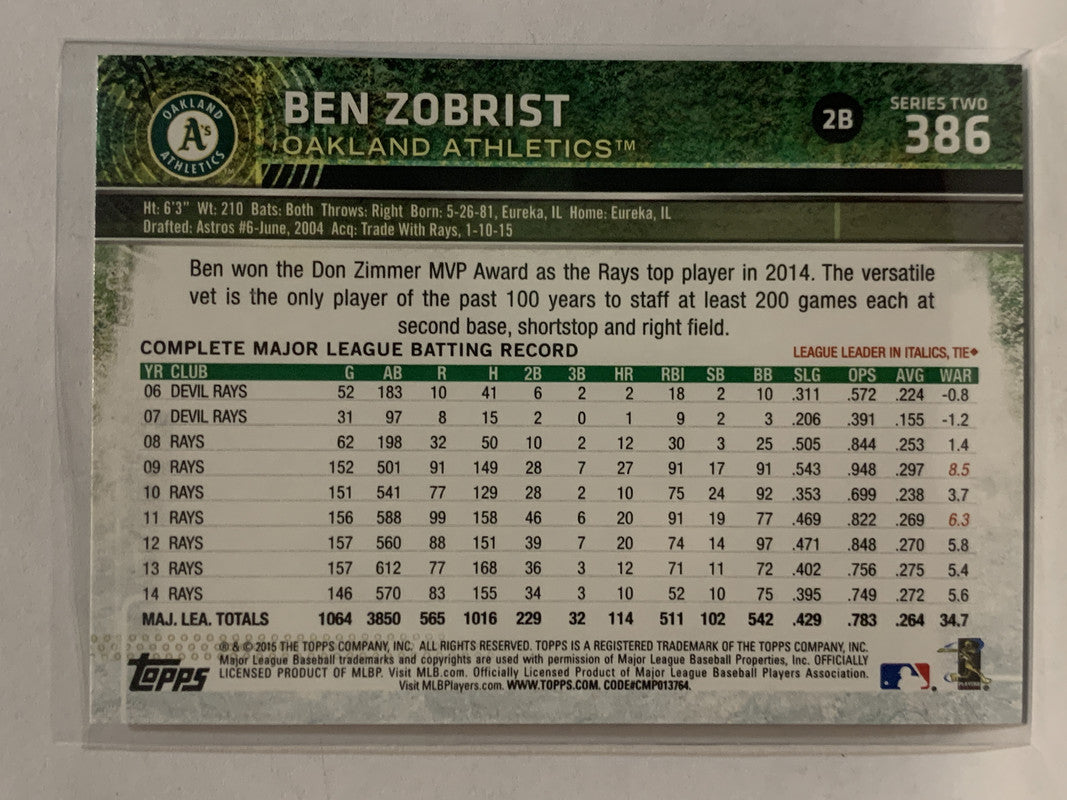 OAKLAND
A's
ATHLETICS™
BEN ZOBRIST
OAKLAND ATHLETICS™
2B
SERIES TWO
386
Ht: 6'3" Wt: 210 Bats: Both Throws: Right Born: 5-26-81, Eureka, IL Home: Eureka, IL
Drafted: Astros #6-June, 2004 Acq: Trade With Rays, 1-10-15
Ben won the Don Zimmer MVP Award as the Rays top player in 2014. The versatile
vet is the only player of the past 100 years to staff at least 200 games each at
second base, shortstop and right field.
COMPLETE MAJOR LEAGUE BATTING RECORD LEAGUE LEADER IN ITALICS, TIE◆
YR CLUB G AB R H 2B 3B HR RBI SB BB SLG OPS AVG WAR
06 DEVIL RAYS 52 183 10 41 6 2 2 18 2 10 .311 .572 .224 -0.8
07 DEVIL RAYS 31 97 8 15 2 0 1 9 2 3 .206 .391 .155 -1.2
08 RAYS 62 198 32 50 10 2 12 30 3 25 .505 .844 .253 1.4
09 RAYS 152 501 91 149 28 7 27 91 17 91 .543 .948 .297 8.5
10 RAYS 151 541 77 129 28 2 10 75 24 92 .353 .699 .238 3.7
11 RAYS 156 588 99 158 46 6 20 91 19 77 .469 .822 .269 6.3
12 RAYS 157 560 88 151 39 7 20 74 14 97 .471 .848 .270 5.8
13 RAYS 157 612 77 168 36 3 12 71 11 72 .402 .756 .275 5.4
14 RAYS 146 570 83 155 34 3 10 52 10 75 .395 .749 .272 5.6
MAJ. LEA. TOTALS 1064 3850 565 1016 229 32 114 511 102 542 .429 .783 .264 34.7
® & © 2015 THE TOPPS COMPANY, INC. ALL RIGHTS RESERVED. TOPPS IS A REGISTERED TRADEMARK OF THE TOPPS COMPANY, INC.
Major League Baseball trademarks and copyrights are used with permission of Major League Baseball Properties, Inc. OFFICIALLY
LICENSED PRODUCT OF MLBP. Visit MLB.com. Officially Licensed Product of Major League Baseball Players Association.
Visit MLBPlayers.com. WWW.TOPPS.COM. CODE#CMP013764.
Topps